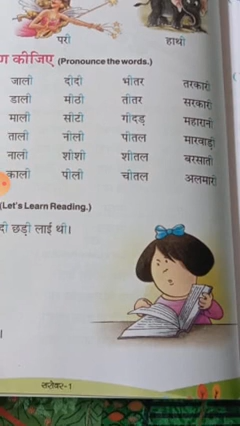 परी हाथी
ण कीजिए (Pronounce the words.)
जाली दीदी भीतर तरकारी
डाली मीठी तीतर सरकारी
माली सीटी गीदड़ महारानी
ताली नीली पीतल मारवाड़ी
नाली शीशी शीतल बरसाती
काली पीली चीतल अलमारी
(Let's Learn Reading.)
दी छड़ी लाई थी।